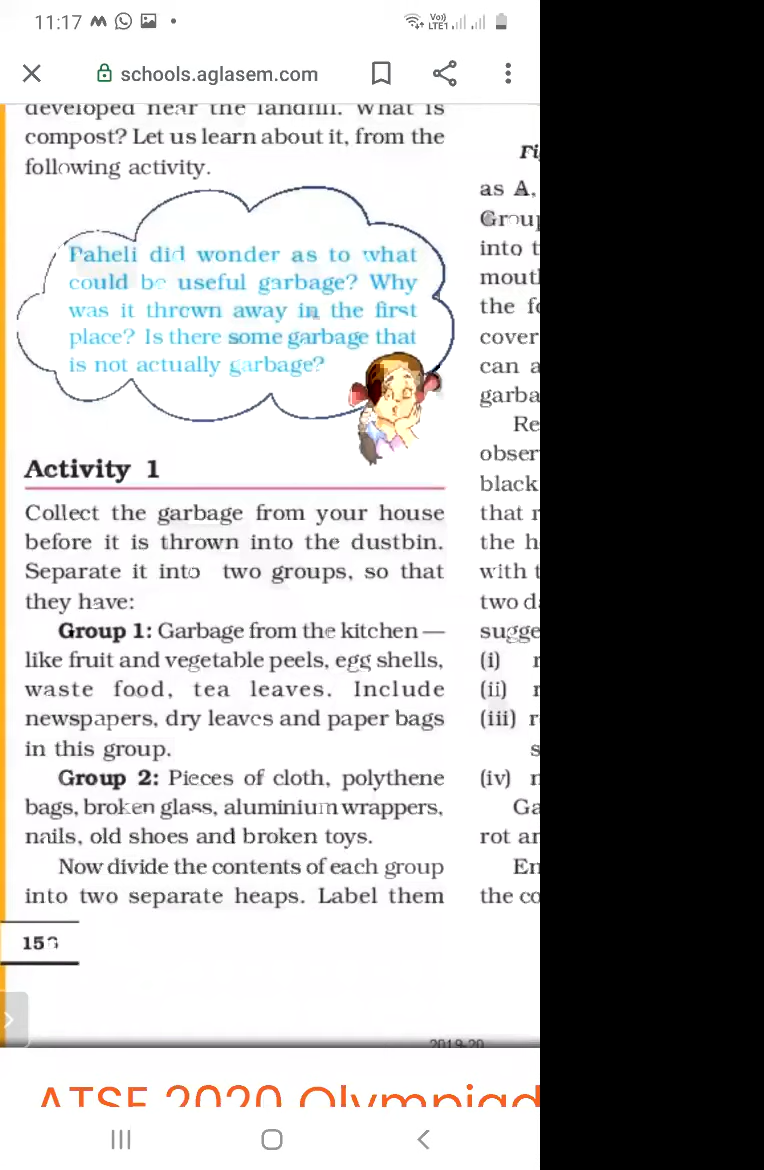 11:17
Vo))
LTE1
schools.aglasem.com
developed near the landfill. What is
compost? Let us learn about it, from the
following activity.
Paheli did wonder as to what
could be useful garbage? Why
was it thrown away in the first
place? Is there some garbage that
is not actually garbage?
Activity 1
Collect the garbage from your house
before it is thrown into the dustbin.
Separate it into two groups, so that
they have:
Group 1: Garbage from the kitchen —
like fruit and vegetable peels, egg shells,
waste food, tea leaves. Include
newspapers, dry leaves and paper bags
in this group.
Group 2: Pieces of cloth, polythene
bags, broken glass, aluminium wrappers,
nails, old shoes and broken toys.
Now divide the contents of each group
into two separate heaps. Label them
as A,
into t
the
cover
can a
that
the
with
two
(i)
(ii)
(iii)
(iv)
rot
the
2019-20
ATSE 2020 Olympiad